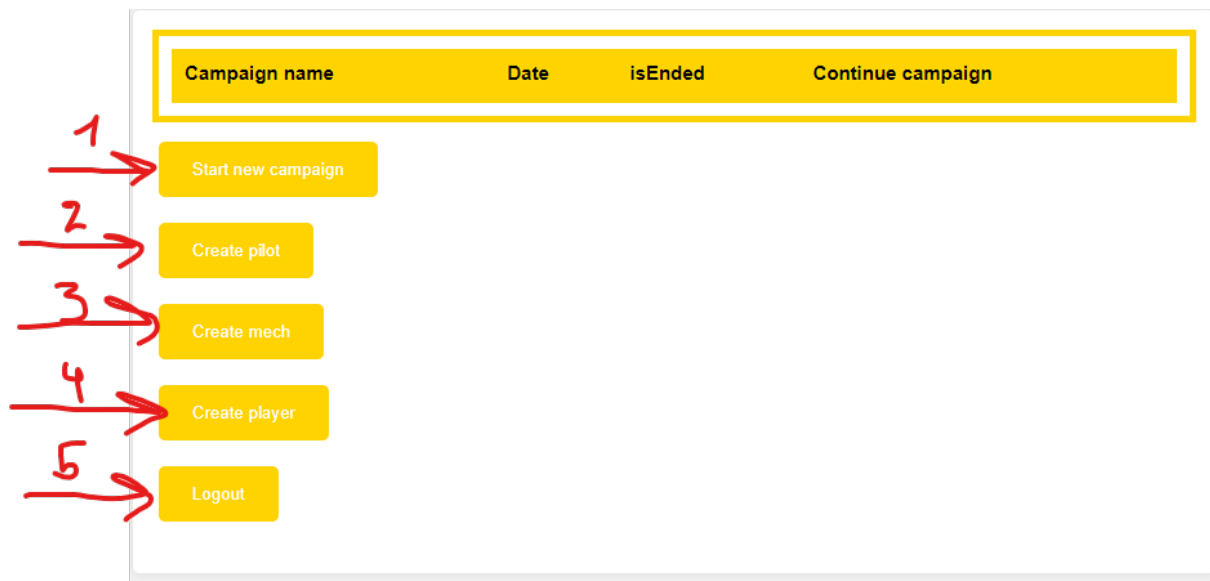 Campaign name Date isEnded Continue campaign
1 Start new campaign
2 Create pilot
3 Create mech
4 Create player
5 Logout